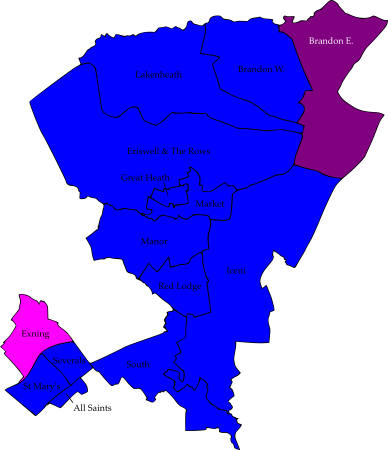 Brandon E.
Brandon W.
Lakenheath
Eriswell & The Rows
Great Heath
Market
Manor
Iceni
Red Lodge
Exning
Severals
South
St Mary's
All Saints